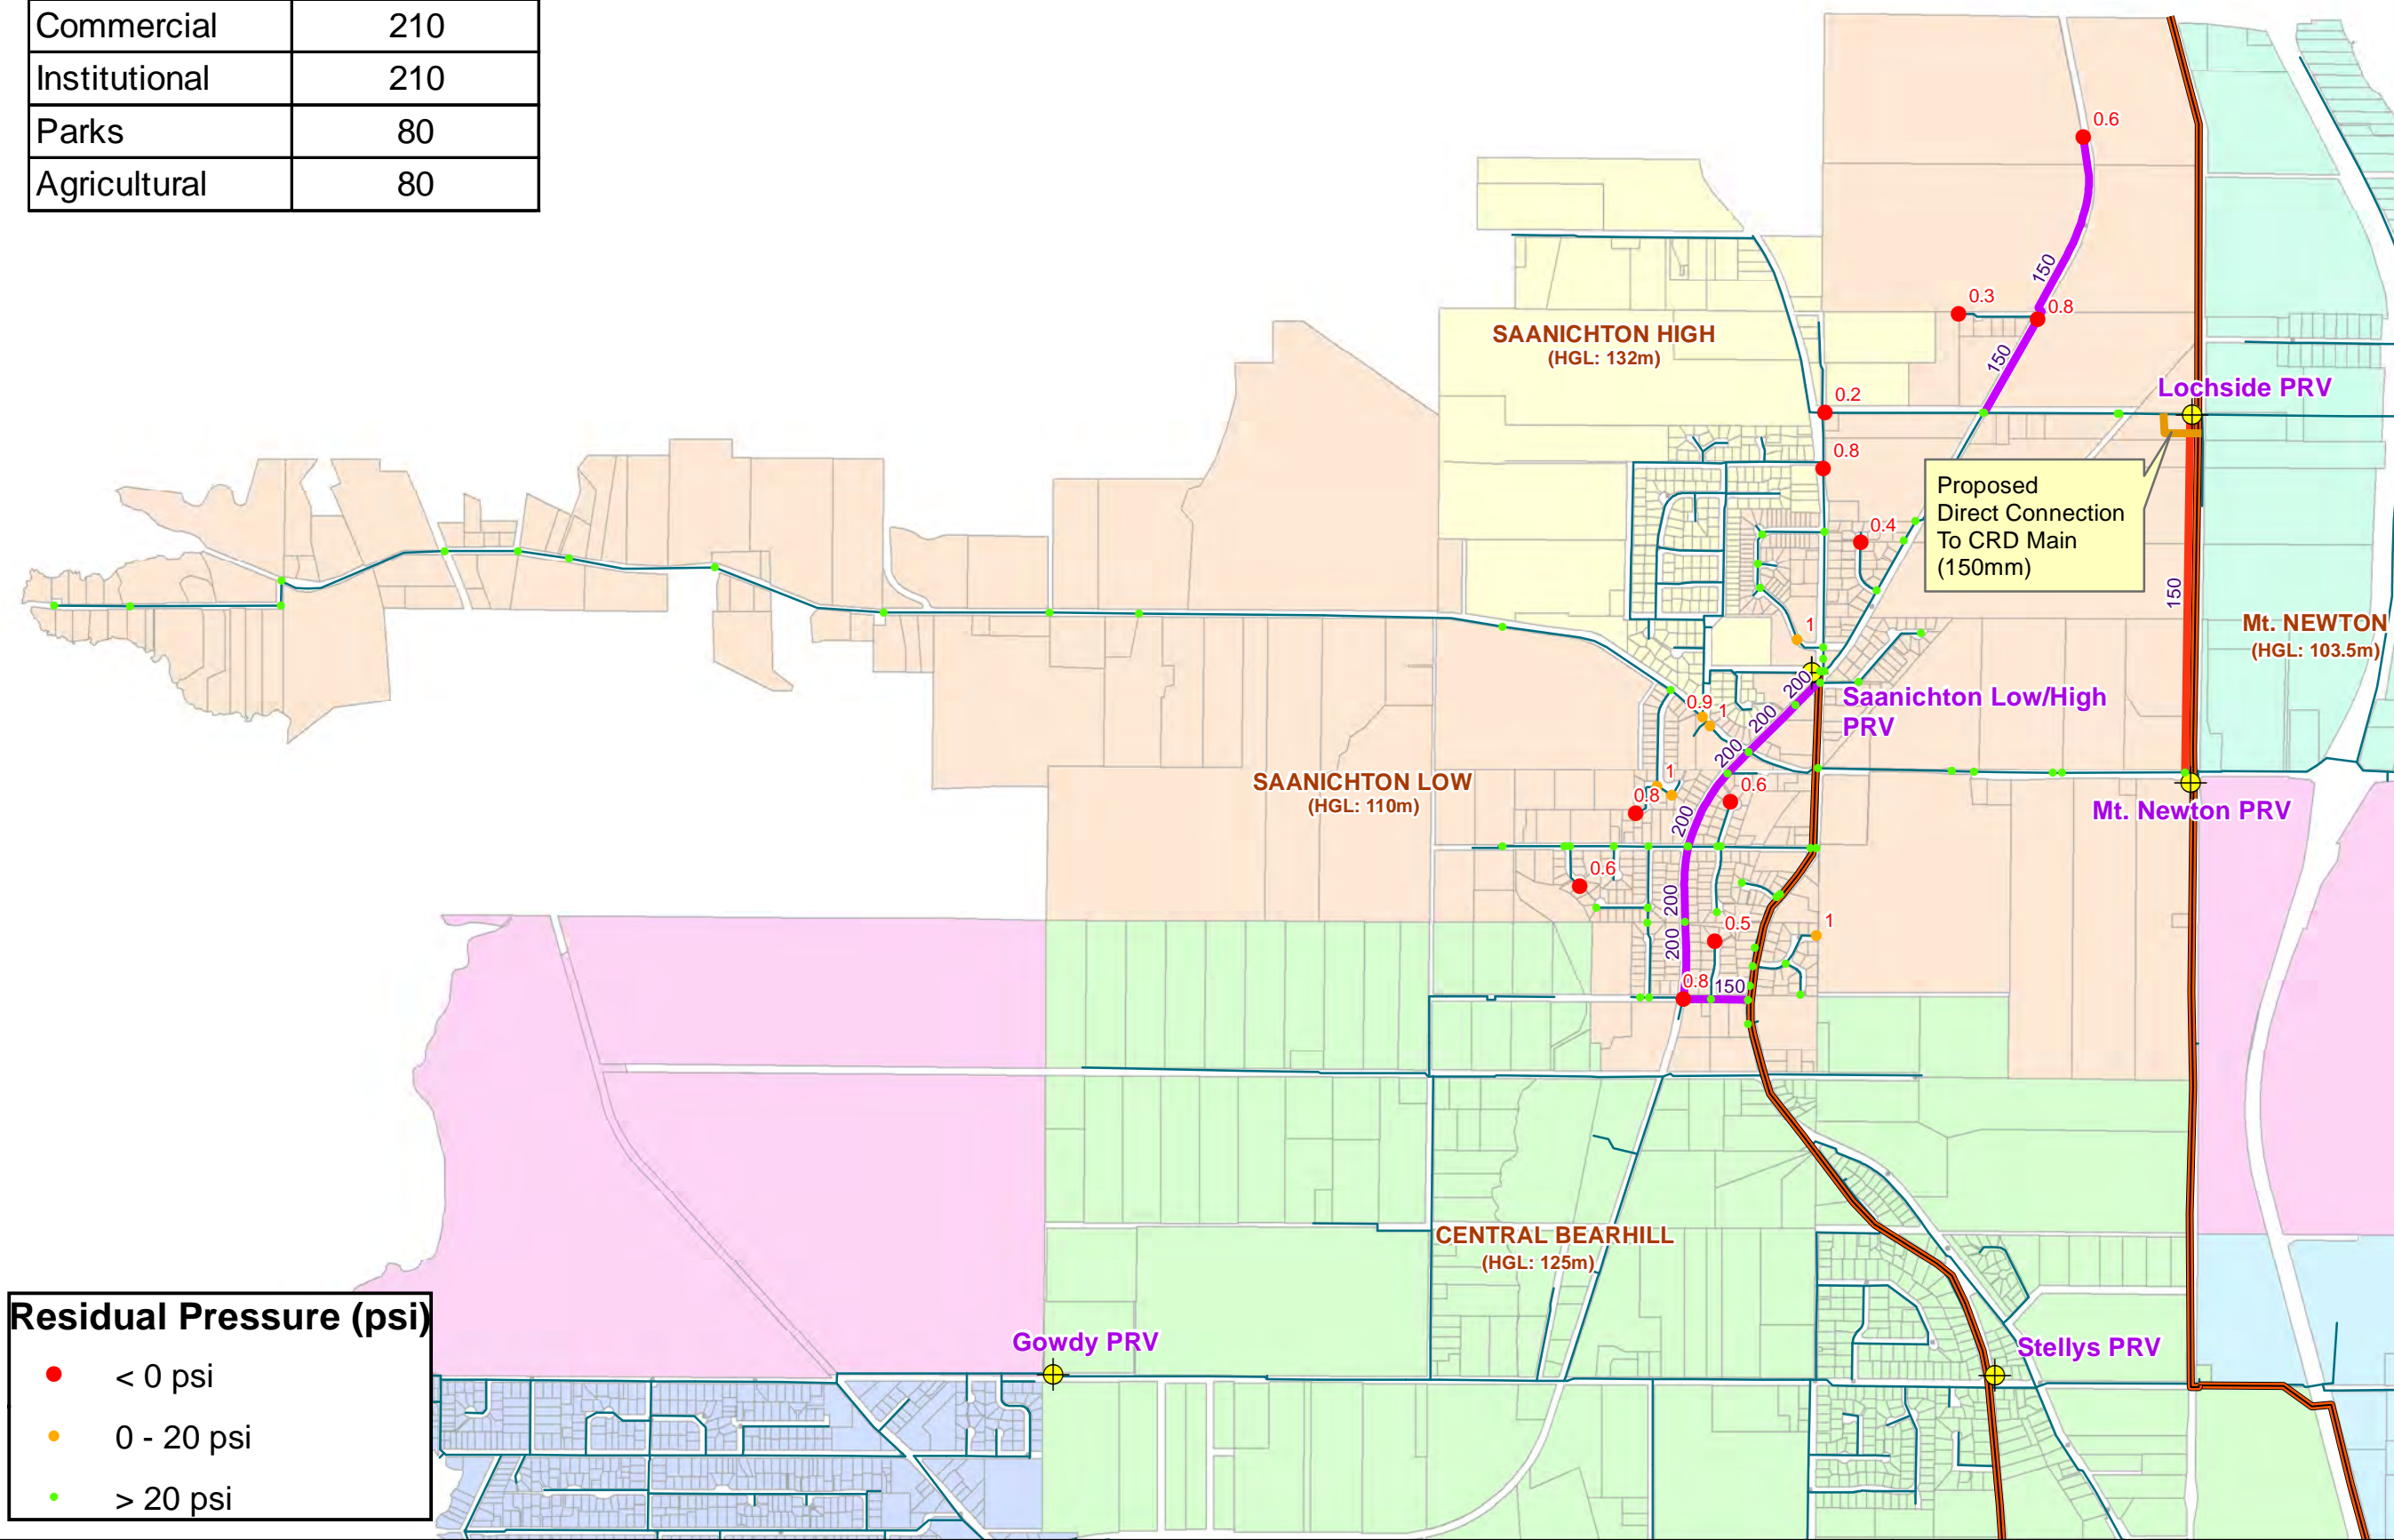 Commercial 210
Institutional 210
Parks 80
Agricultural 80
0.6
150
0.3
0.8
SAANICHTON HIGH
(HGL: 132m)
150
Lochside PRV
0.2
0.8
Proposed
Direct Connection
To CRD Main
(150mm)
0.4
150
1
Mt. NEWTON
(HGL: 103.5m)
200
Saanichton Low/High
PRV
0.9
1
200
200
SAANICHTON LOW
(HGL: 110m)
1
0.8
0.6
Mt. Newton PRV
200
0.6
200
0.5
1
200
0.8
150
CENTRAL BEARHILL
(HGL: 125m)
Residual Pressure (psi)
< 0 psi
0 - 20 psi
> 20 psi
Gowdy PRV
Stellys PRV